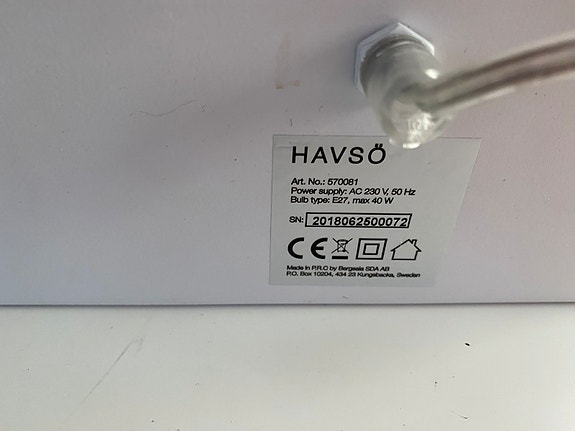 HAVSÖ
Art. No.: 570081
Power supply: AC 230 V, 50 Hz
Bulb type: E27, max 40 W
SN: 2018062500072
CE
Made in P.R.C by Bergsala SDA AB
P.O. Box 10204, 434 23 Kungsbacka, Sweden